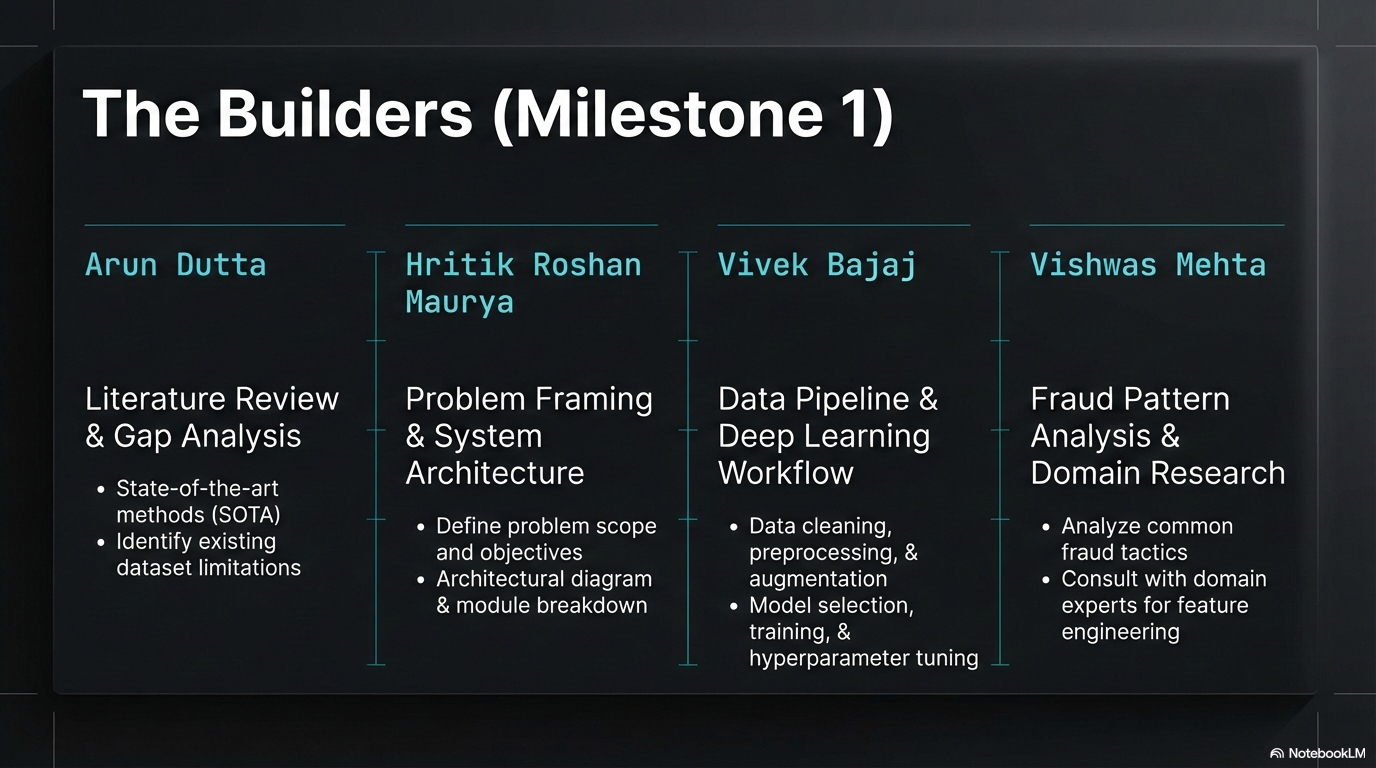 The Builders (Milestone 1)
Arun Dutta
Literature Review
& Gap Analysis
• State-of-the-art
methods (SOTA)
• Identify existing
dataset limitations
Hritik Roshan
Maurya
Problem Framing
& System
Architecture
• Define problem scope
and objectives
• Architectural diagram
& module breakdown
Vivek Bajaj
Data Pipeline &
Deep Learning
Workflow
• Data cleaning,
preprocessing, &
augmentation
• Model selection,
training, &
hyperparameter tuning
Vishwas Mehta
Fraud Pattern
Analysis &
Domain Research
• Analyze common
fraud tactics
• Consult with domain
experts for feature
engineering
NotebookLM